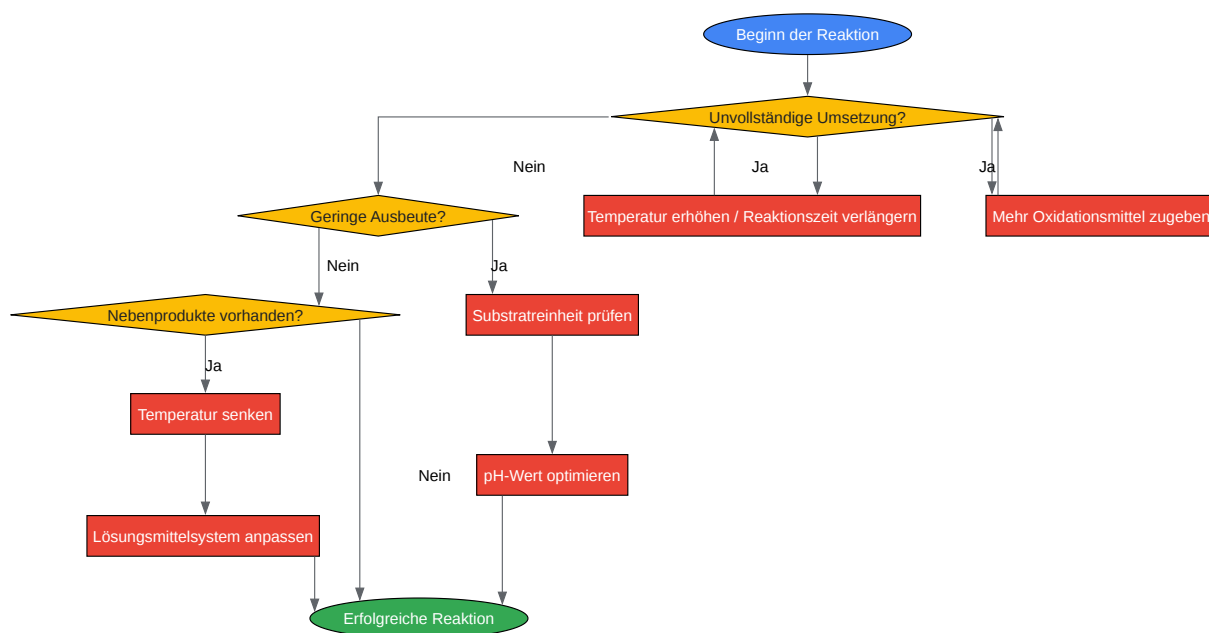 Beginn der Reaktion
Unvollständige Umsetzung?
Nein
Ja
Ja
Geringe Ausbeute?
Temperatur erhöhen / Reaktionszeit verlängern
Mehr Oxidationsmittel zugeben
Nein
Ja
Nebenprodukte vorhanden?
Substratreinheit prüfen
Ja
Temperatur senken
Nein
pH-Wert optimieren
Lösungsmittelsystem anpassen
Erfolgreiche Reaktion